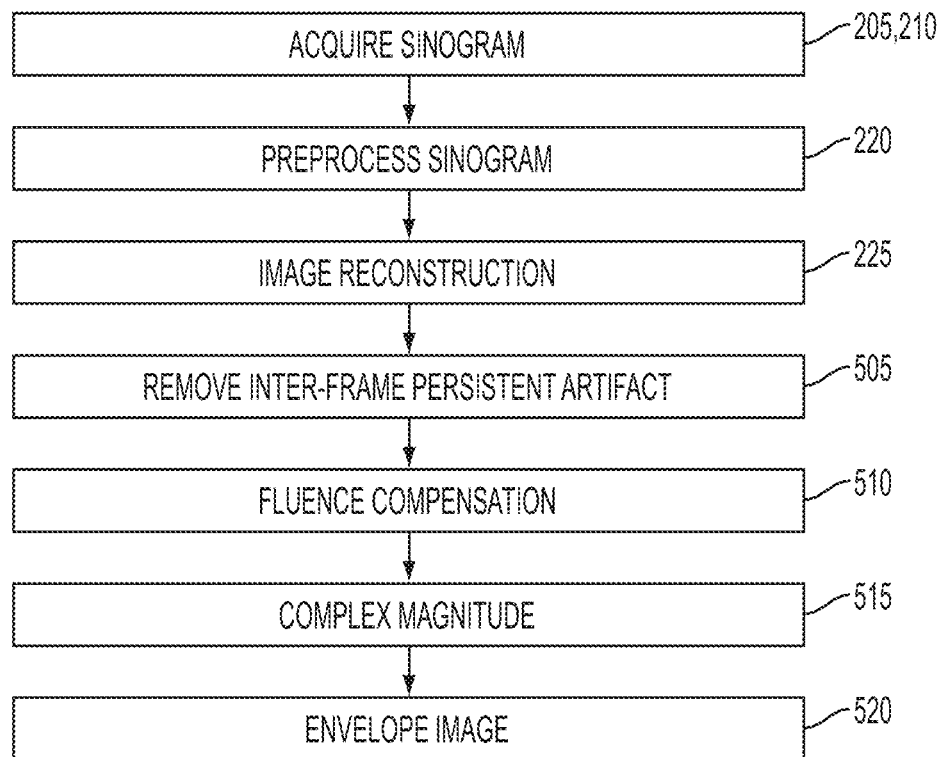 ACQUIRE SINOGRAM
205,210
PREPROCESS SINOGRAM
220
IMAGE RECONSTRUCTION
225
REMOVE INTER-FRAME PERSISTENT ARTIFACT
505
FLUENCE COMPENSATION
510
COMPLEX MAGNITUDE
515
ENVELOPE IMAGE
520